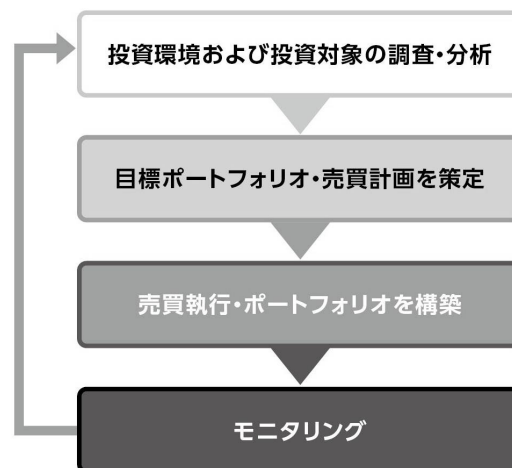 投資環境および投資対象の調査・分析
目標ポートフォリオ・売買計画を策定
売買執行・ポートフォリオを構築
モニタリング